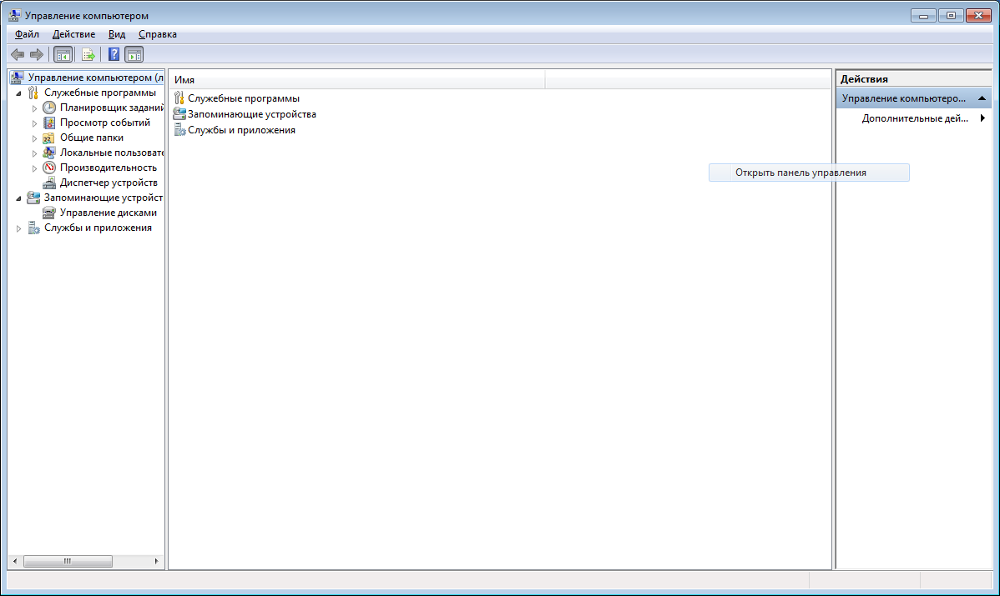 Управление компьютером
Файл Действие Вид Справка
Управление компьютером (л
Служебные программы
Планировщик заданий
Просмотр событий
Общие папки
Локальные пользовате
Производительность
Диспетчер устройств
Запоминающие устройст
Управление дисками
Службы и приложения
Имя
Служебные программы
Запоминающие устройства
Службы и приложения
Открыть панель управления
Действия
Управление компьютеро...
Дополнительные дей...